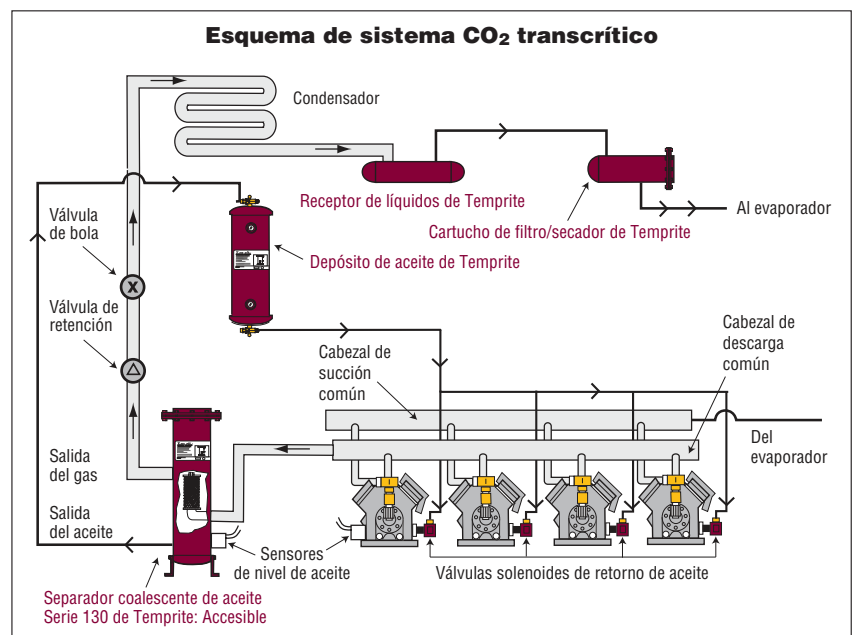 Esquema de sistema CO₂ transcrítico
Condensador
Receptor de líquidos de Temprite
Cartucho de filtro/secador de Temprite
Al evaporador
Válvula
de bola
Depósito de aceite de Temprite
Válvula de
retención
Cabezal de
succión
común
Cabezal de
descarga
común
Del
evaporador
Salida
del gas
Salida
del aceite
Sensores
de nivel de aceite
Válvulas solenoides de retorno de aceite
Separador coalescente de aceite
Serie 130 de Temprite: Accesible
X